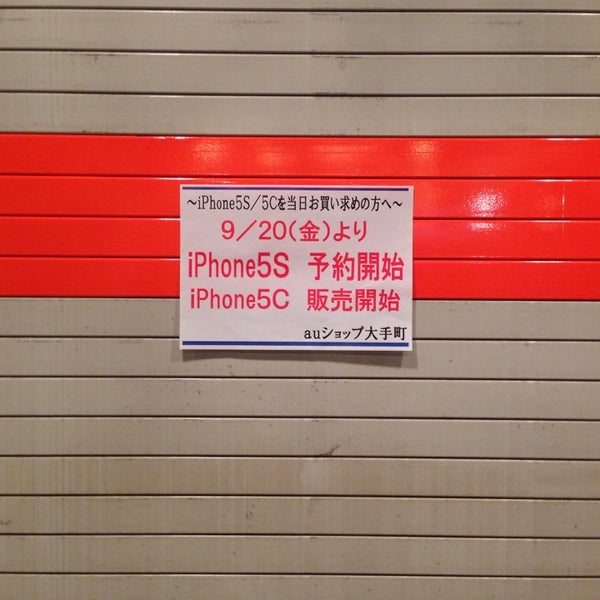 ～iPhone5S／5Cを当日お買い求めの方へ～
9／20(金)より
iPhone5S 予約開始
iPhone5C 販売開始
auショップ大手町